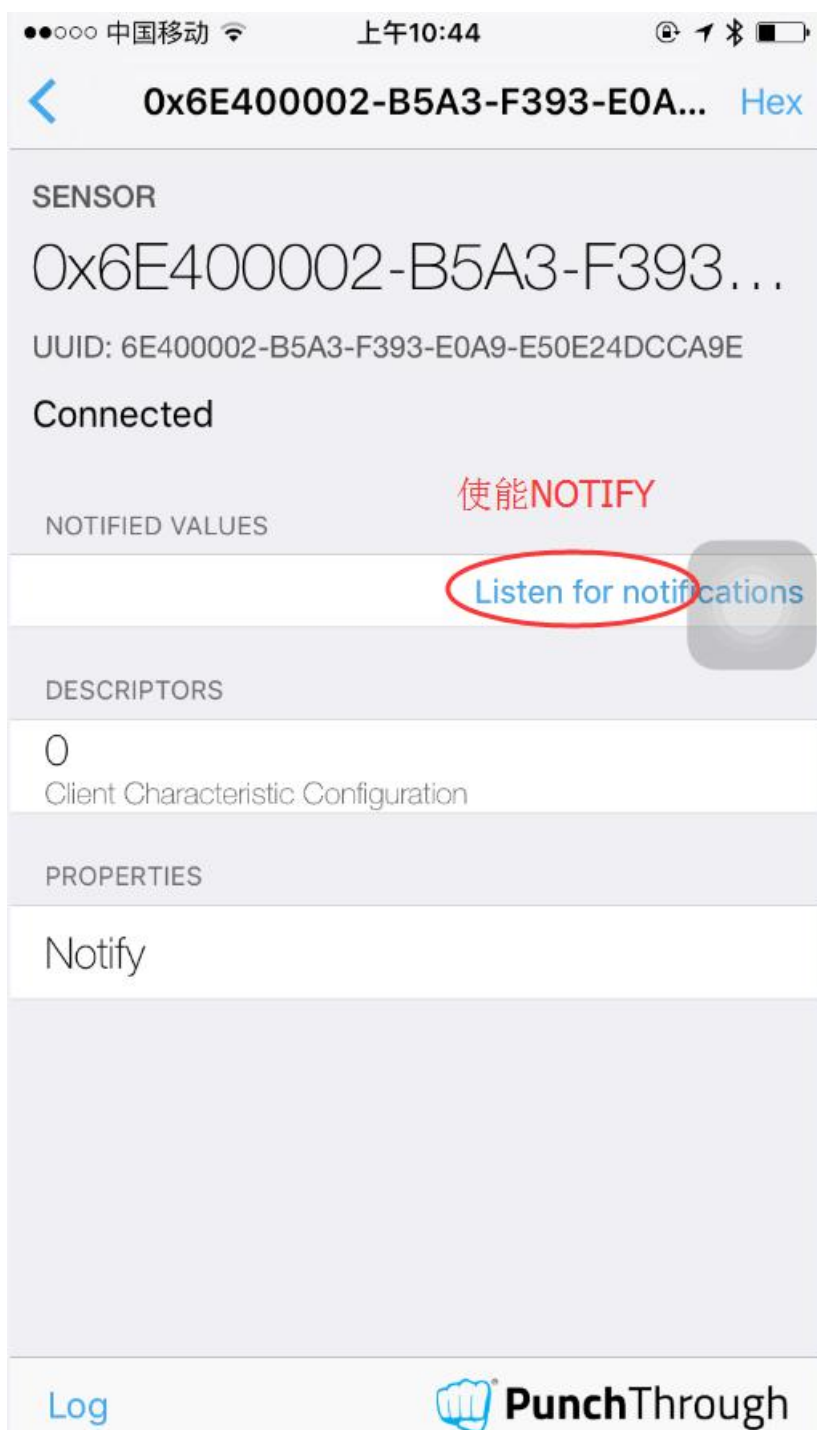 中国移动 上午10:44
0x6E400002-B5A3-F393-E0A... Hex
SENSOR
0x6E400002-B5A3-F393...
UUID: 6E400002-B5A3-F393-E0A9-E50E24DCCA9E
Connected
使能NOTIFY
NOTIFIED VALUES
Listen for notifications
DESCRIPTORS
0
Client Characteristic Configuration
PROPERTIES
Notify
Log PunchThrough